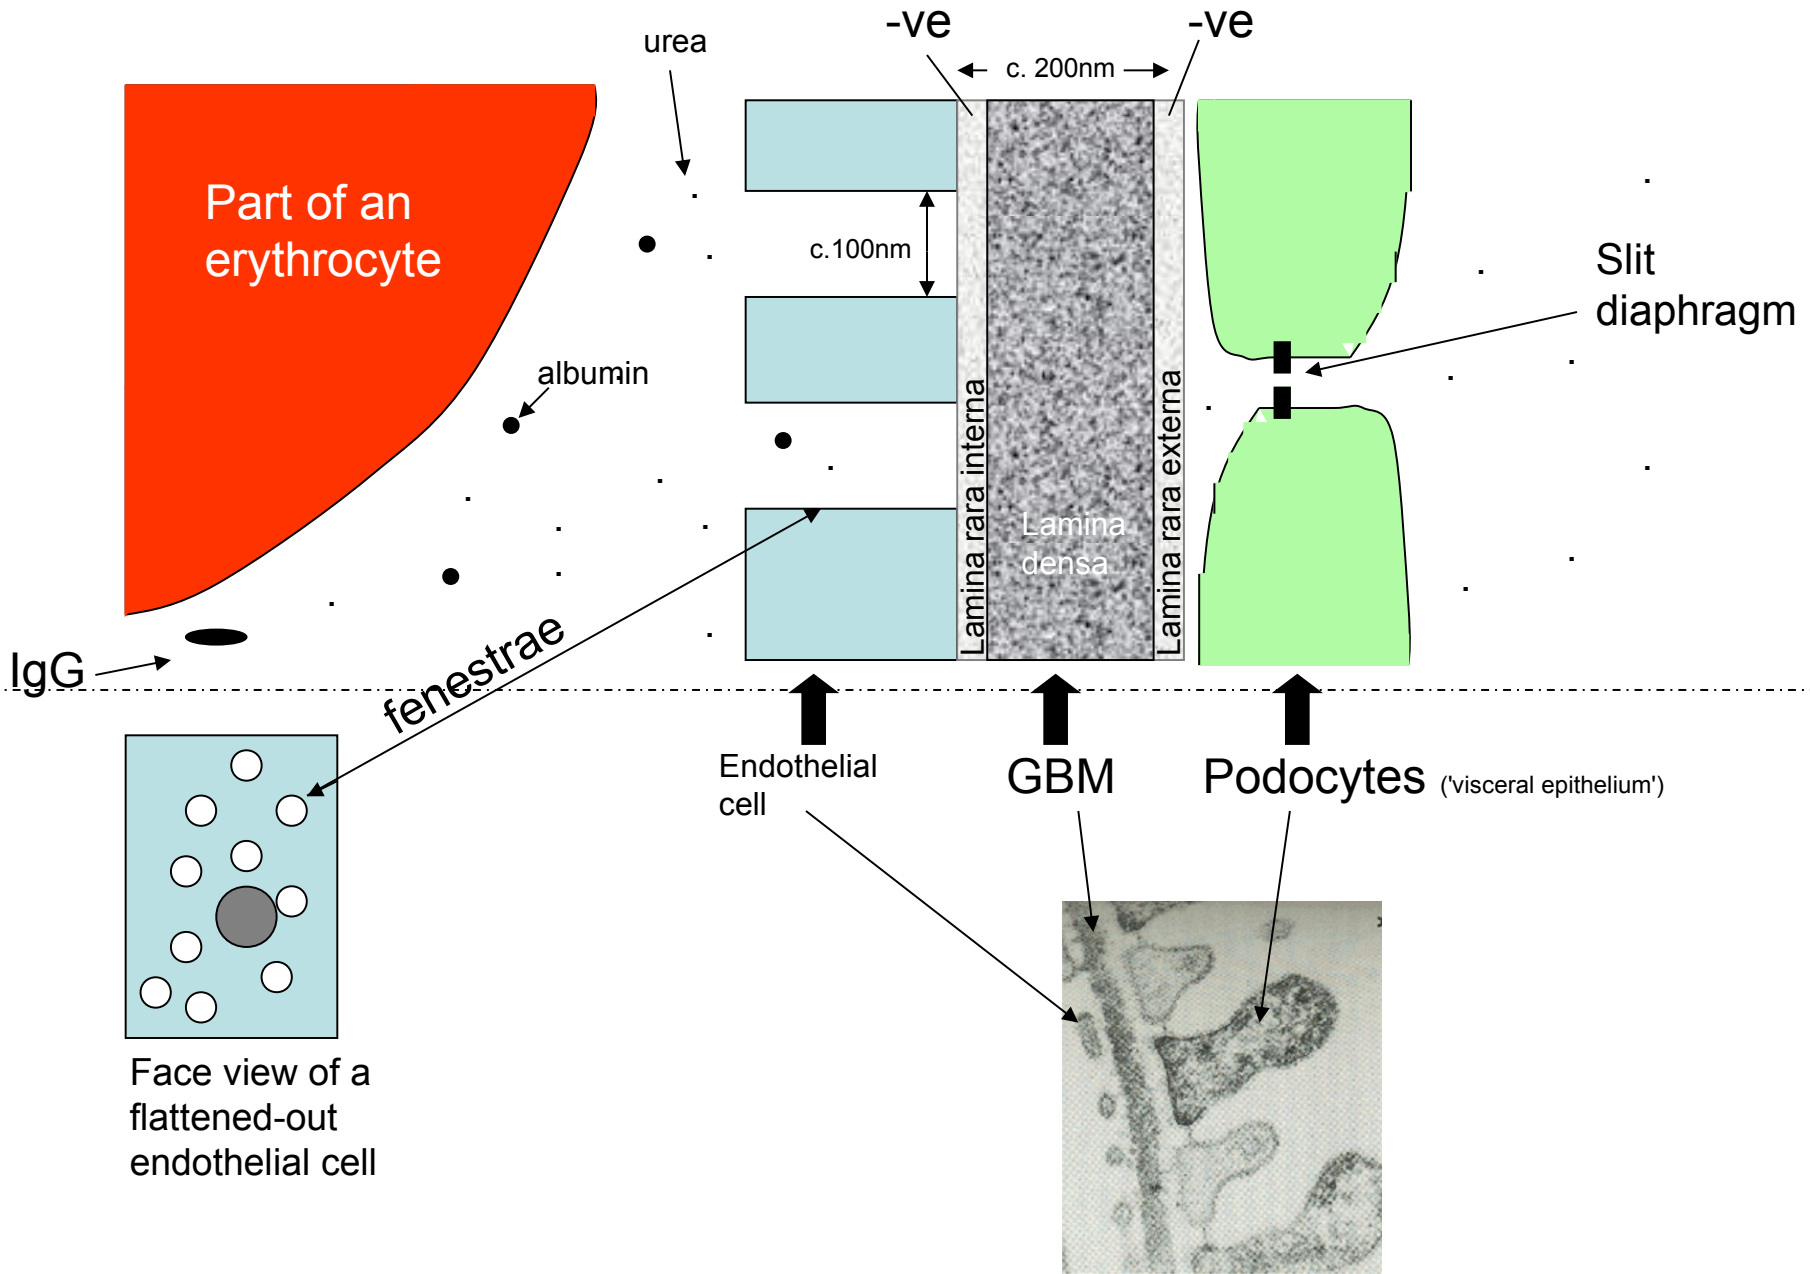 -ve
-ve
urea
c. 200nm
Part of an
erythrocyte
c.100nm
Slit
diaphragm
albumin
Lamina rara interna
Lamina
densa
Lamina rara externa
IgG
fenestrae
Endothelial
cell
GBM
Podocytes ('visceral epithelium')
Face view of a
flattened-out
endothelial cell